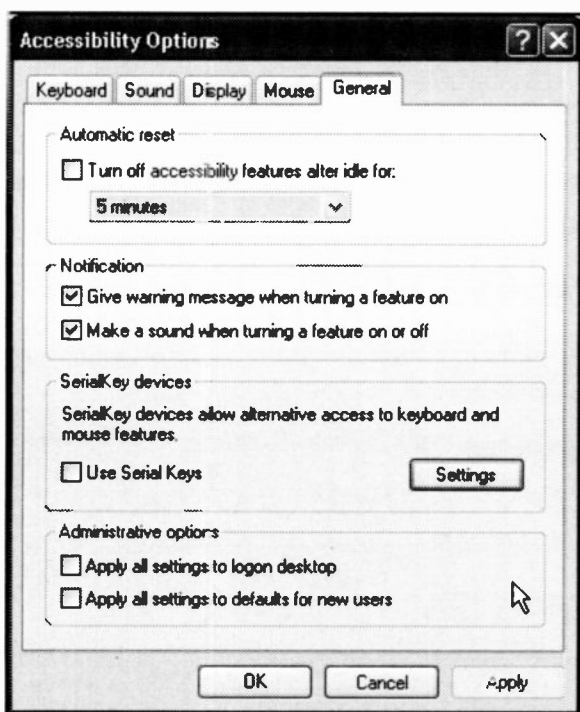 Accessibility Options
Keyboard Sound Display Mouse General
Automatic reset
Turn off accessibility features alter idle for:
5 minutes
Notification
Give warning message when turning a feature on
Make a sound when turning a feature on or off
SerialKey devices
SerialKey devices allow alternative access to keyboard and
mouse features.
Use Serial Keys
Settings
Administrative options
Apply all settings to logon desktop
Apply all settings to defaults for new users
OK Cancel Apply